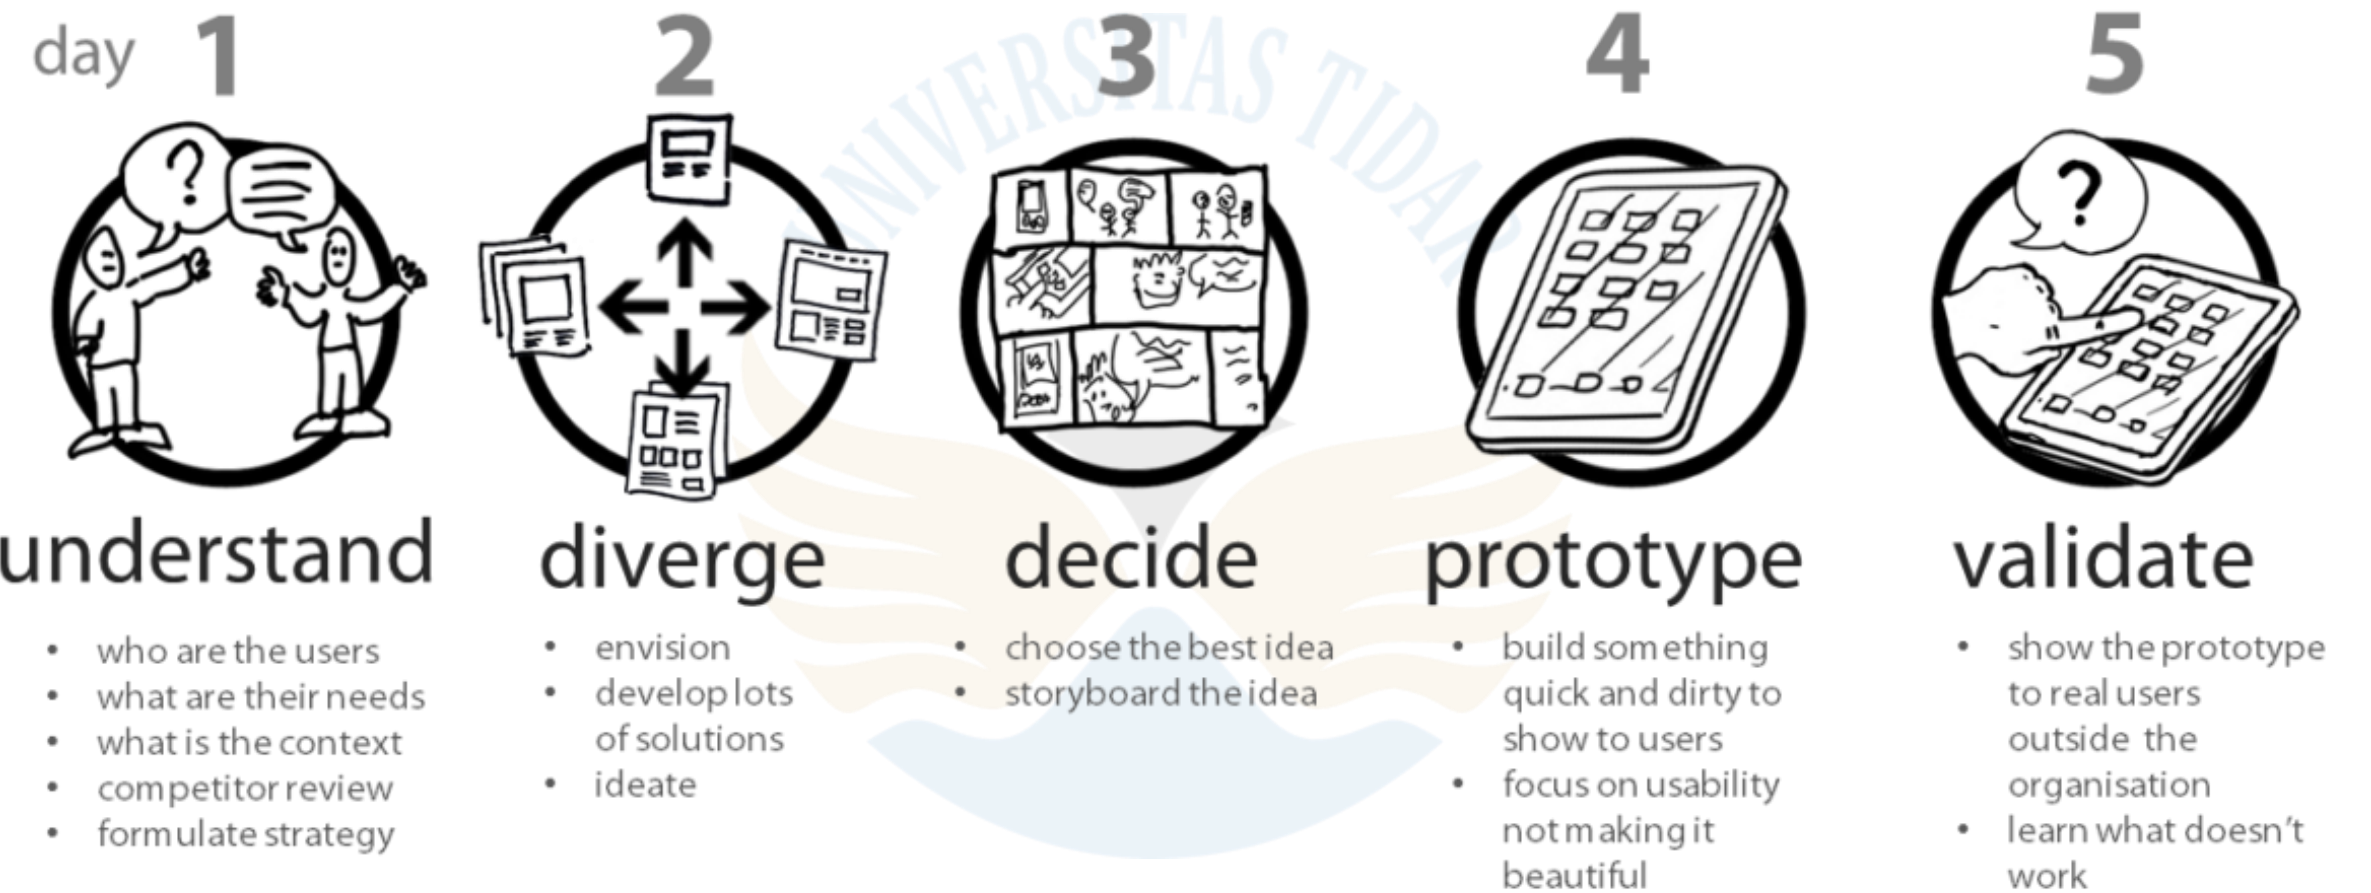 day 1 2 3 4 5
UNIVERSITAS TIDAR
understand
• who are the users
• what are their needs
• what is the context
• competitor review
• formulate strategy
diverge
• envision
• develop lots
of solutions
• ideate
decide
• choose the best idea
• storyboard the idea
prototype
• build something
quick and dirty to
show to users
• focus on usability
not making it
beautiful
validate
• show the prototype
to real users
outside the
organisation
• learn what doesn't
work